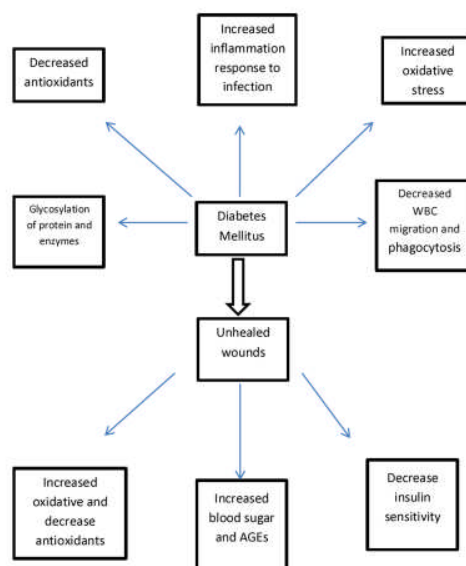 Decreased
antioxidants
Increased
inflammation
response to
infection
Increased
oxidative
stress
Glycosylation
of protein and
enzymes
Diabetes
Mellitus
Decreased
WBC
migration and
phagocytosis
Unhealed
wounds
Increased
oxidative and
decrease
antioxidants
Increased
blood sugar
and AGEs
Decrease
insulin
sensitivity